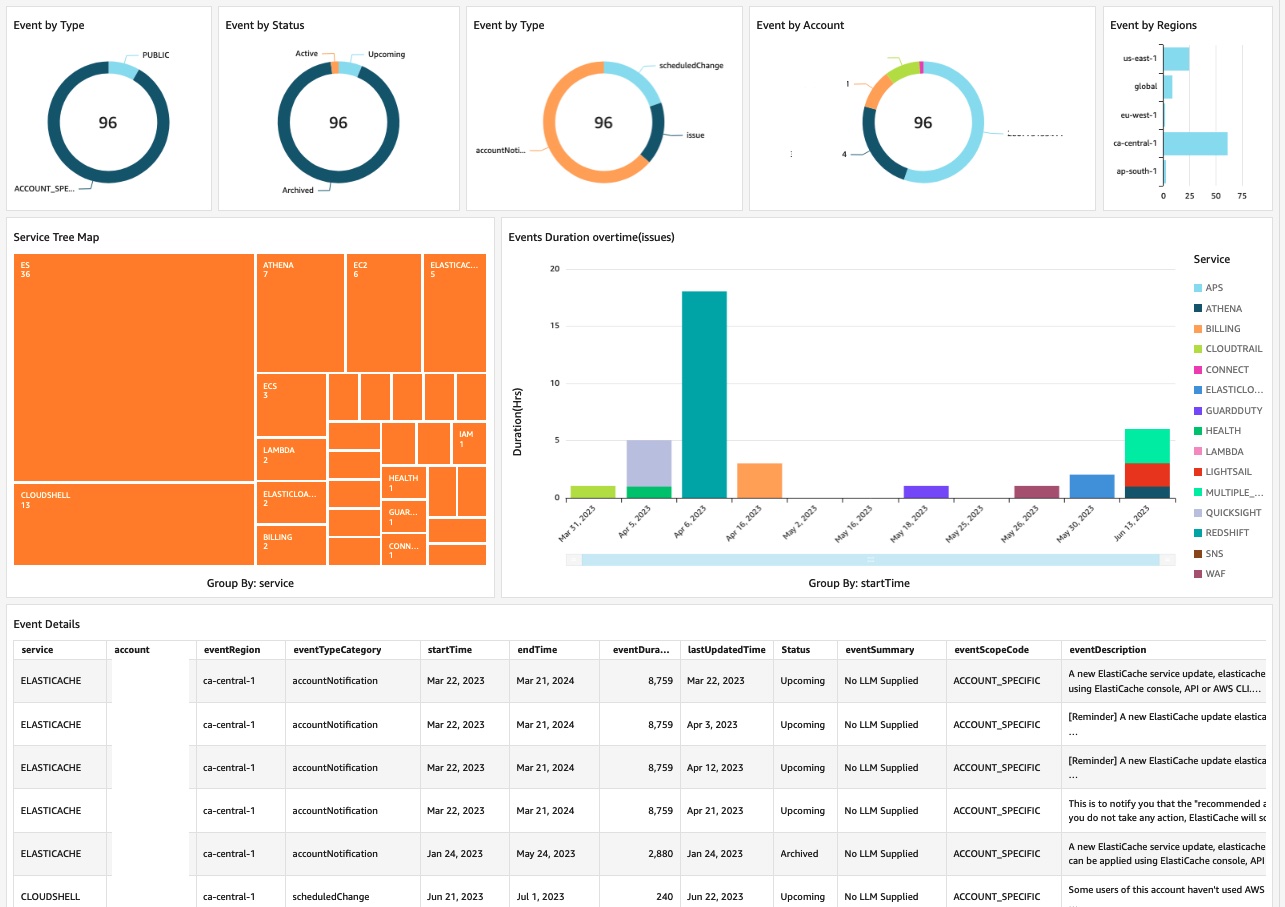 Event by Type
PUBLIC
96
ACCOUNT_SPE...
Event by Status
Active
Upcoming
96
Archived
Event by Type
scheduledChange
96
issue
accountNoti...
Event by Account
1
96
4
Event by Regions
us-east-1
global
eu-west-1
ca-central-1
ap-south-1
0 25 50 75
Service Tree Map
ES
36
CLOUDSHELL
13
ATHENA
7
EC2
6
ELASTICAC...
5
ECS
3
LAMBDA
2
ELASTICLOA...
2
BILLING
2
IAM
1
HEALTH
1
GUAR...
1
CONN...
1
Group By: service
Events Duration overtime(issues)
Duration(Hrs)
20
15
10
5
0
Mar 31, 2023
Apr 5, 2023
Apr 6, 2023
Apr 16, 2023
May 2, 2023
May 16, 2023
May 18, 2023
May 25, 2023
May 26, 2023
May 30, 2023
Jun 13, 2023
Group By: startTime
Service
APS
ATHENA
BILLING
CLOUDTRAIL
CONNECT
ELASTICLO...
GUARDDUTY
HEALTH
LAMBDA
LIGHTSAIL
MULTIPLE_...
QUICKSIGHT
REDSHIFT
SNS
WAF
Event Details
service account eventRegion eventTypeCategory startTime endTime eventDura... lastUpdatedTime Status eventSummary eventScopeCode eventDescription
ELASTICACHE ca-central-1 accountNotification Mar 22, 2023 Mar 21, 2024 8,759 Mar 22, 2023 Upcoming No LLM Supplied ACCOUNT_SPECIFIC A new ElastiCache service update, elasticache
using ElastiCache console, API or AWS CLI....
ELASTICACHE ca-central-1 accountNotification Mar 22, 2023 Mar 21, 2024 8,759 Apr 3, 2023 Upcoming No LLM Supplied ACCOUNT_SPECIFIC [Reminder] A new ElastiCache update elastica
...
ELASTICACHE ca-central-1 accountNotification Mar 22, 2023 Mar 21, 2024 8,759 Apr 12, 2023 Upcoming No LLM Supplied ACCOUNT_SPECIFIC [Reminder] A new ElastiCache update elastica
...
ELASTICACHE ca-central-1 accountNotification Mar 22, 2023 Mar 21, 2024 8,759 Apr 21, 2023 Upcoming No LLM Supplied ACCOUNT_SPECIFIC This is to notify you that the "recommended a
you do not take any action, ElastiCache will sc
ELASTICACHE ca-central-1 accountNotification Jan 24, 2023 May 24, 2023 2,880 Jan 24, 2023 Archived No LLM Supplied ACCOUNT_SPECIFIC A new ElastiCache service update, elasticache
can be applied using ElastiCache console, API
CLOUDSHELL ca-central-1 scheduledChange Jun 21, 2023 Jul 1, 2023 240 Jun 22, 2023 Upcoming No LLM Supplied ACCOUNT_SPECIFIC Some users of this account haven't used AWS